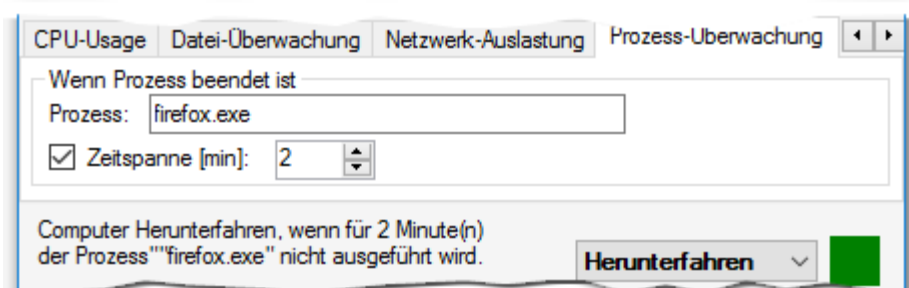 CPU-Usage Datei-Überwachung Netzwerk-Auslastung Prozess-Überwachung
Wenn Prozess beendet ist
Prozess: firefox.exe
Zeitspanne [min]: 2
Computer Herunterfahren, wenn für 2 Minute(n)
der Prozess""firefox.exe" nicht ausgeführt wird.
Herunterfahren